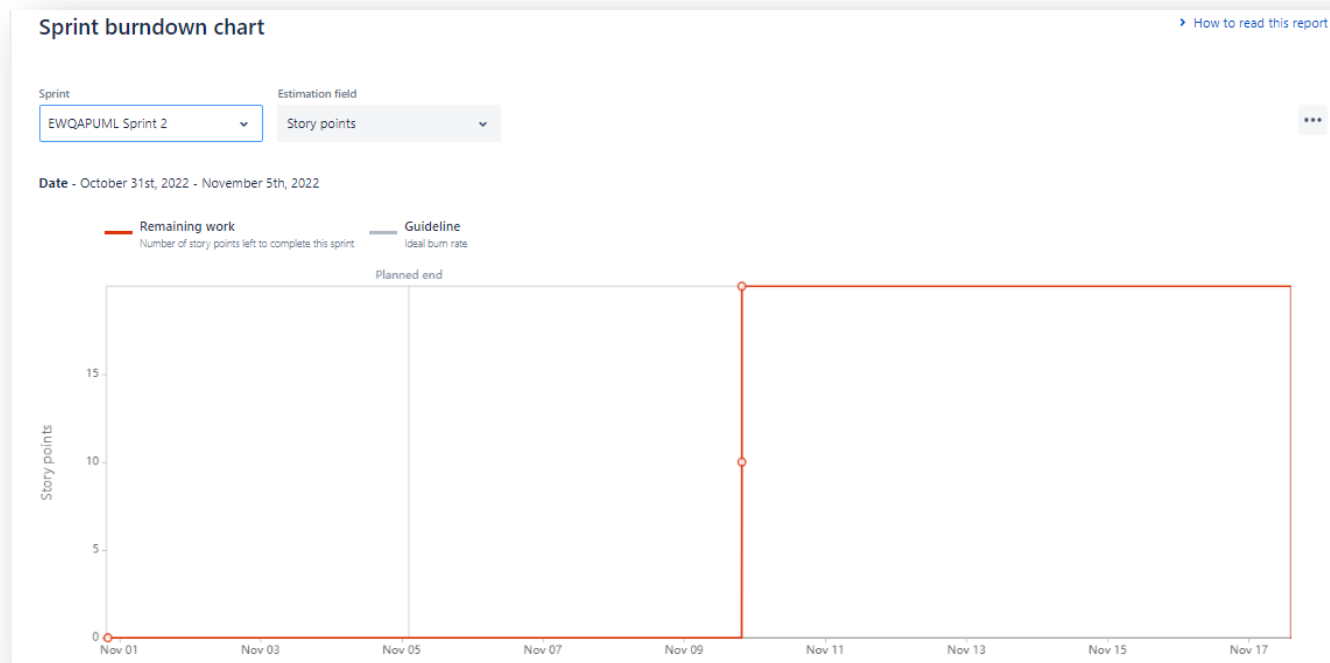 Sprint burndown chart
How to read this report
Sprint
Estimation field
EWQAPUML Sprint 2
Story points
Date - October 31st, 2022 - November 5th, 2022
Remaining work
Number of story points left to complete this sprint
Guideline
Ideal burn rate
Planned end
15
10
5
0
Story points
Nov 01
Nov 03
Nov 05
Nov 07
Nov 09
Nov 11
Nov 13
Nov 15
Nov 17